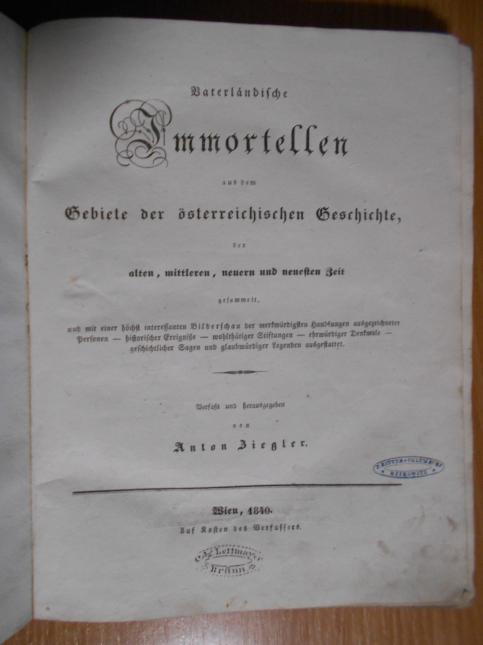 Vaterländische
Immortellen
aus dem
Gebiete der österreichischen Geschichte,
der
alten, mittleren, neuern und neuesten Zeit
gesammelt,
und mit einer höchst interessanten Bilderschau der merkwürdigsten Handlungen ausgezeichneter
Personen — historischer Ereignisse — wohlthätiger Stiftungen — ehrwürdiger Denkmale —
geschichtlicher Sagen und glaubwürdiger Legenden ausgestattet.
Verfaßt und herausgegeben
von
Anton Ziegler.
Wien, 1840.
Auf Kosten des Verfassers.
Lettmayer
Brünn